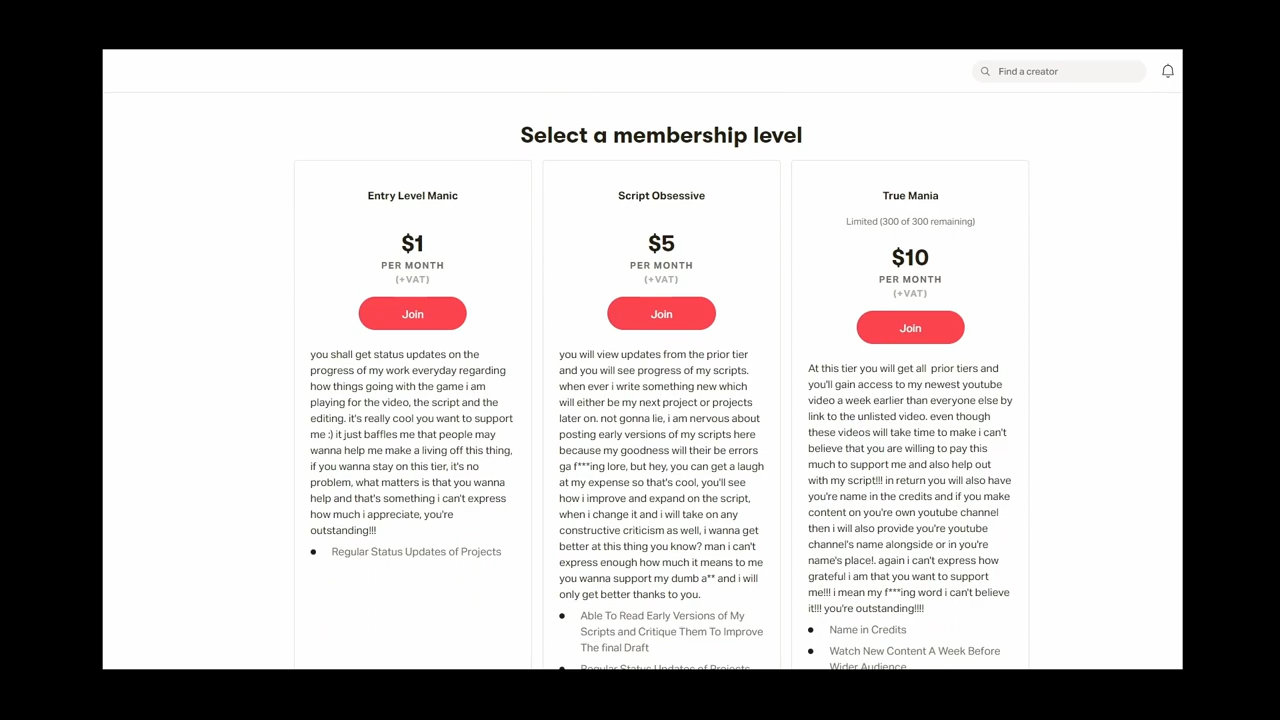 Find a creator
Select a membership level
Entry Level Manic
$1
PER MONTH
(+VAT)
Join
you shall get status updates on the
progress of my work everyday regarding
how things going with the game i am
playing for the video, the script and the
editing. it's really cool you want to support
me :) it just baffles me that people may
wanna help me make a living off this thing,
if you wanna stay on this tier, it's no
problem, what matters is that you wanna
help and that's something i can't express
how much i appreciate, you're
outstanding!!!
Regular Status Updates of Projects
Script Obsessive
$5
PER MONTH
(+VAT)
Join
you will view updates from the prior tier
and you will see progress of my scripts.
when ever i write something new which
will either be my next project or projects
later on. not gonna lie, i am nervous about
posting early versions of my scripts here
because my goodness will their be errors
ga f***ing lore, but hey, you can get a laugh
at my expense so that's cool, you'll see
how i improve and expand on the script,
when i change it and i will take on any
constructive criticism as well, i wanna get
better at this thing you know? man i can't
express enough how much it means to me
you wanna support my dumb a** and i will
only get better thanks to you.
Able To Read Early Versions of My
Scripts and Critique Them To Improve
The final Draft
Regular Status Updates of Projects
True Mania
Limited (300 of 300 remaining)
$10
PER MONTH
(+VAT)
Join
At this tier you will get all prior tiers and
you'll gain access to my newest youtube
video a week earlier than everyone else by
link to the unlisted video. even though
these videos will take time to make i can't
believe that you are willing to pay this
much to support me and also help out
with my script!!! in return you will also have
you're name in the credits and if you make
content on you're own youtube channel
then i will also provide you're youtube
channel's name alongside or in you're
name's place!. again i can't express how
grateful i am that you want to support
me!!! i mean my f***ing word i can't believe
it!!! you're outstanding!!!!
Name in Credits
Watch New Content A Week Before
Wider Audience